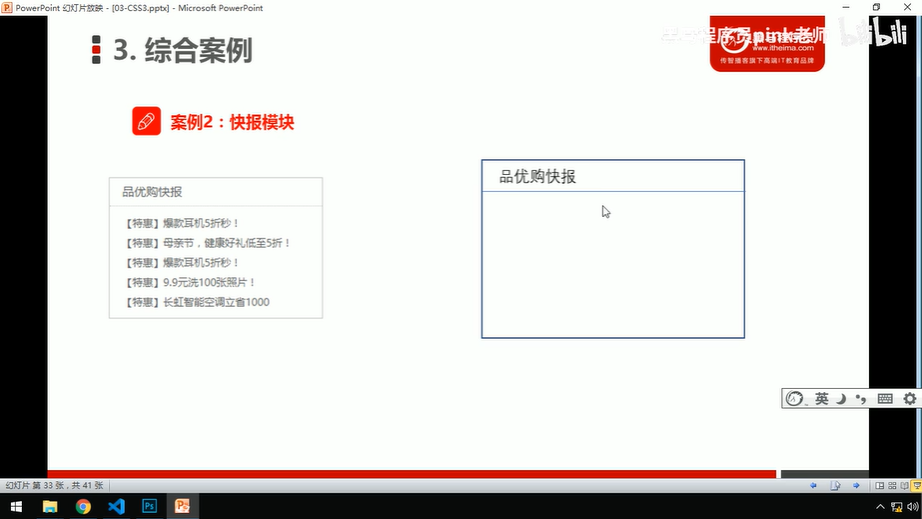 PowerPoint 幻灯片放映 - [03-CSS3.pptx] - Microsoft PowerPoint
3. 综合案例
pink老师
bilibili
www.itheima.com
传智播客旗下高端IT教育品牌
案例2：快报模块
品优购快报
【特惠】爆款耳机5折秒！
【特惠】母亲节，健康好礼低至5折！
【特惠】爆款耳机5折秒！
【特惠】9.9元洗100张照片！
【特惠】长虹智能空调立省1000
品优购快报
英
幻灯片 第 33 张，共 41 张
Ps